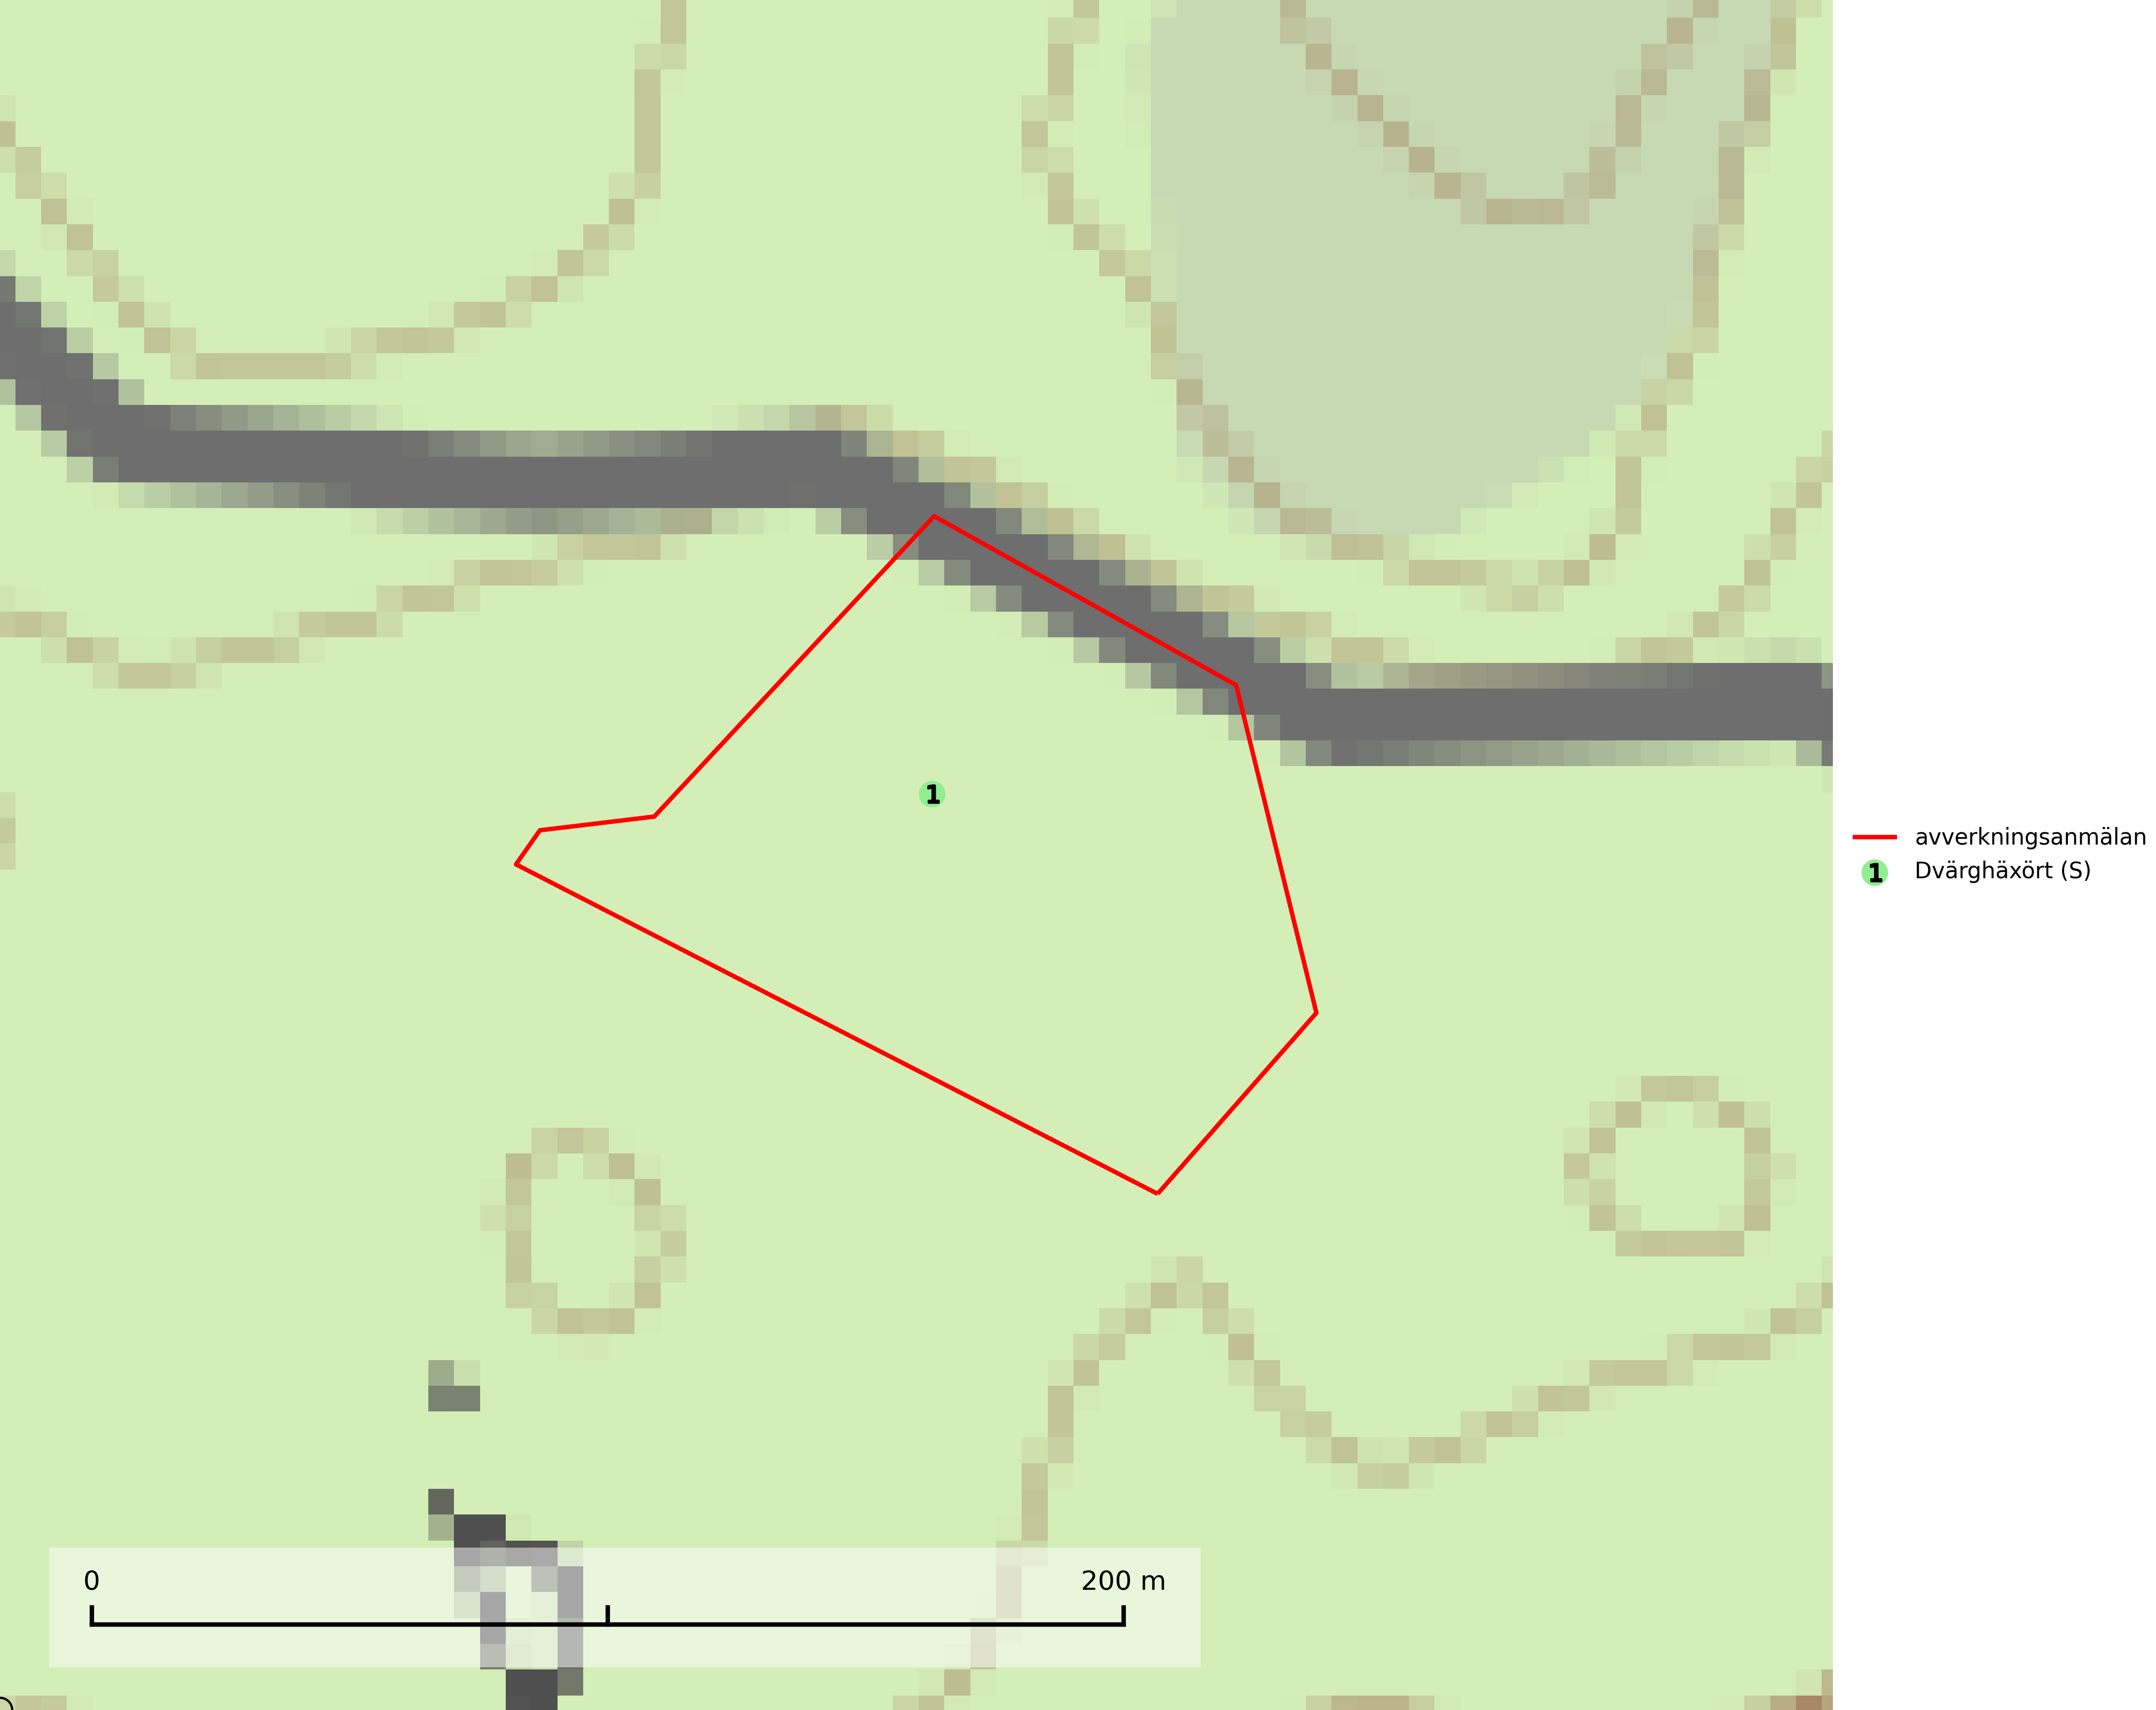 1
avverkningsanmälan
1 Dvärghäxört (S)
0 200 m